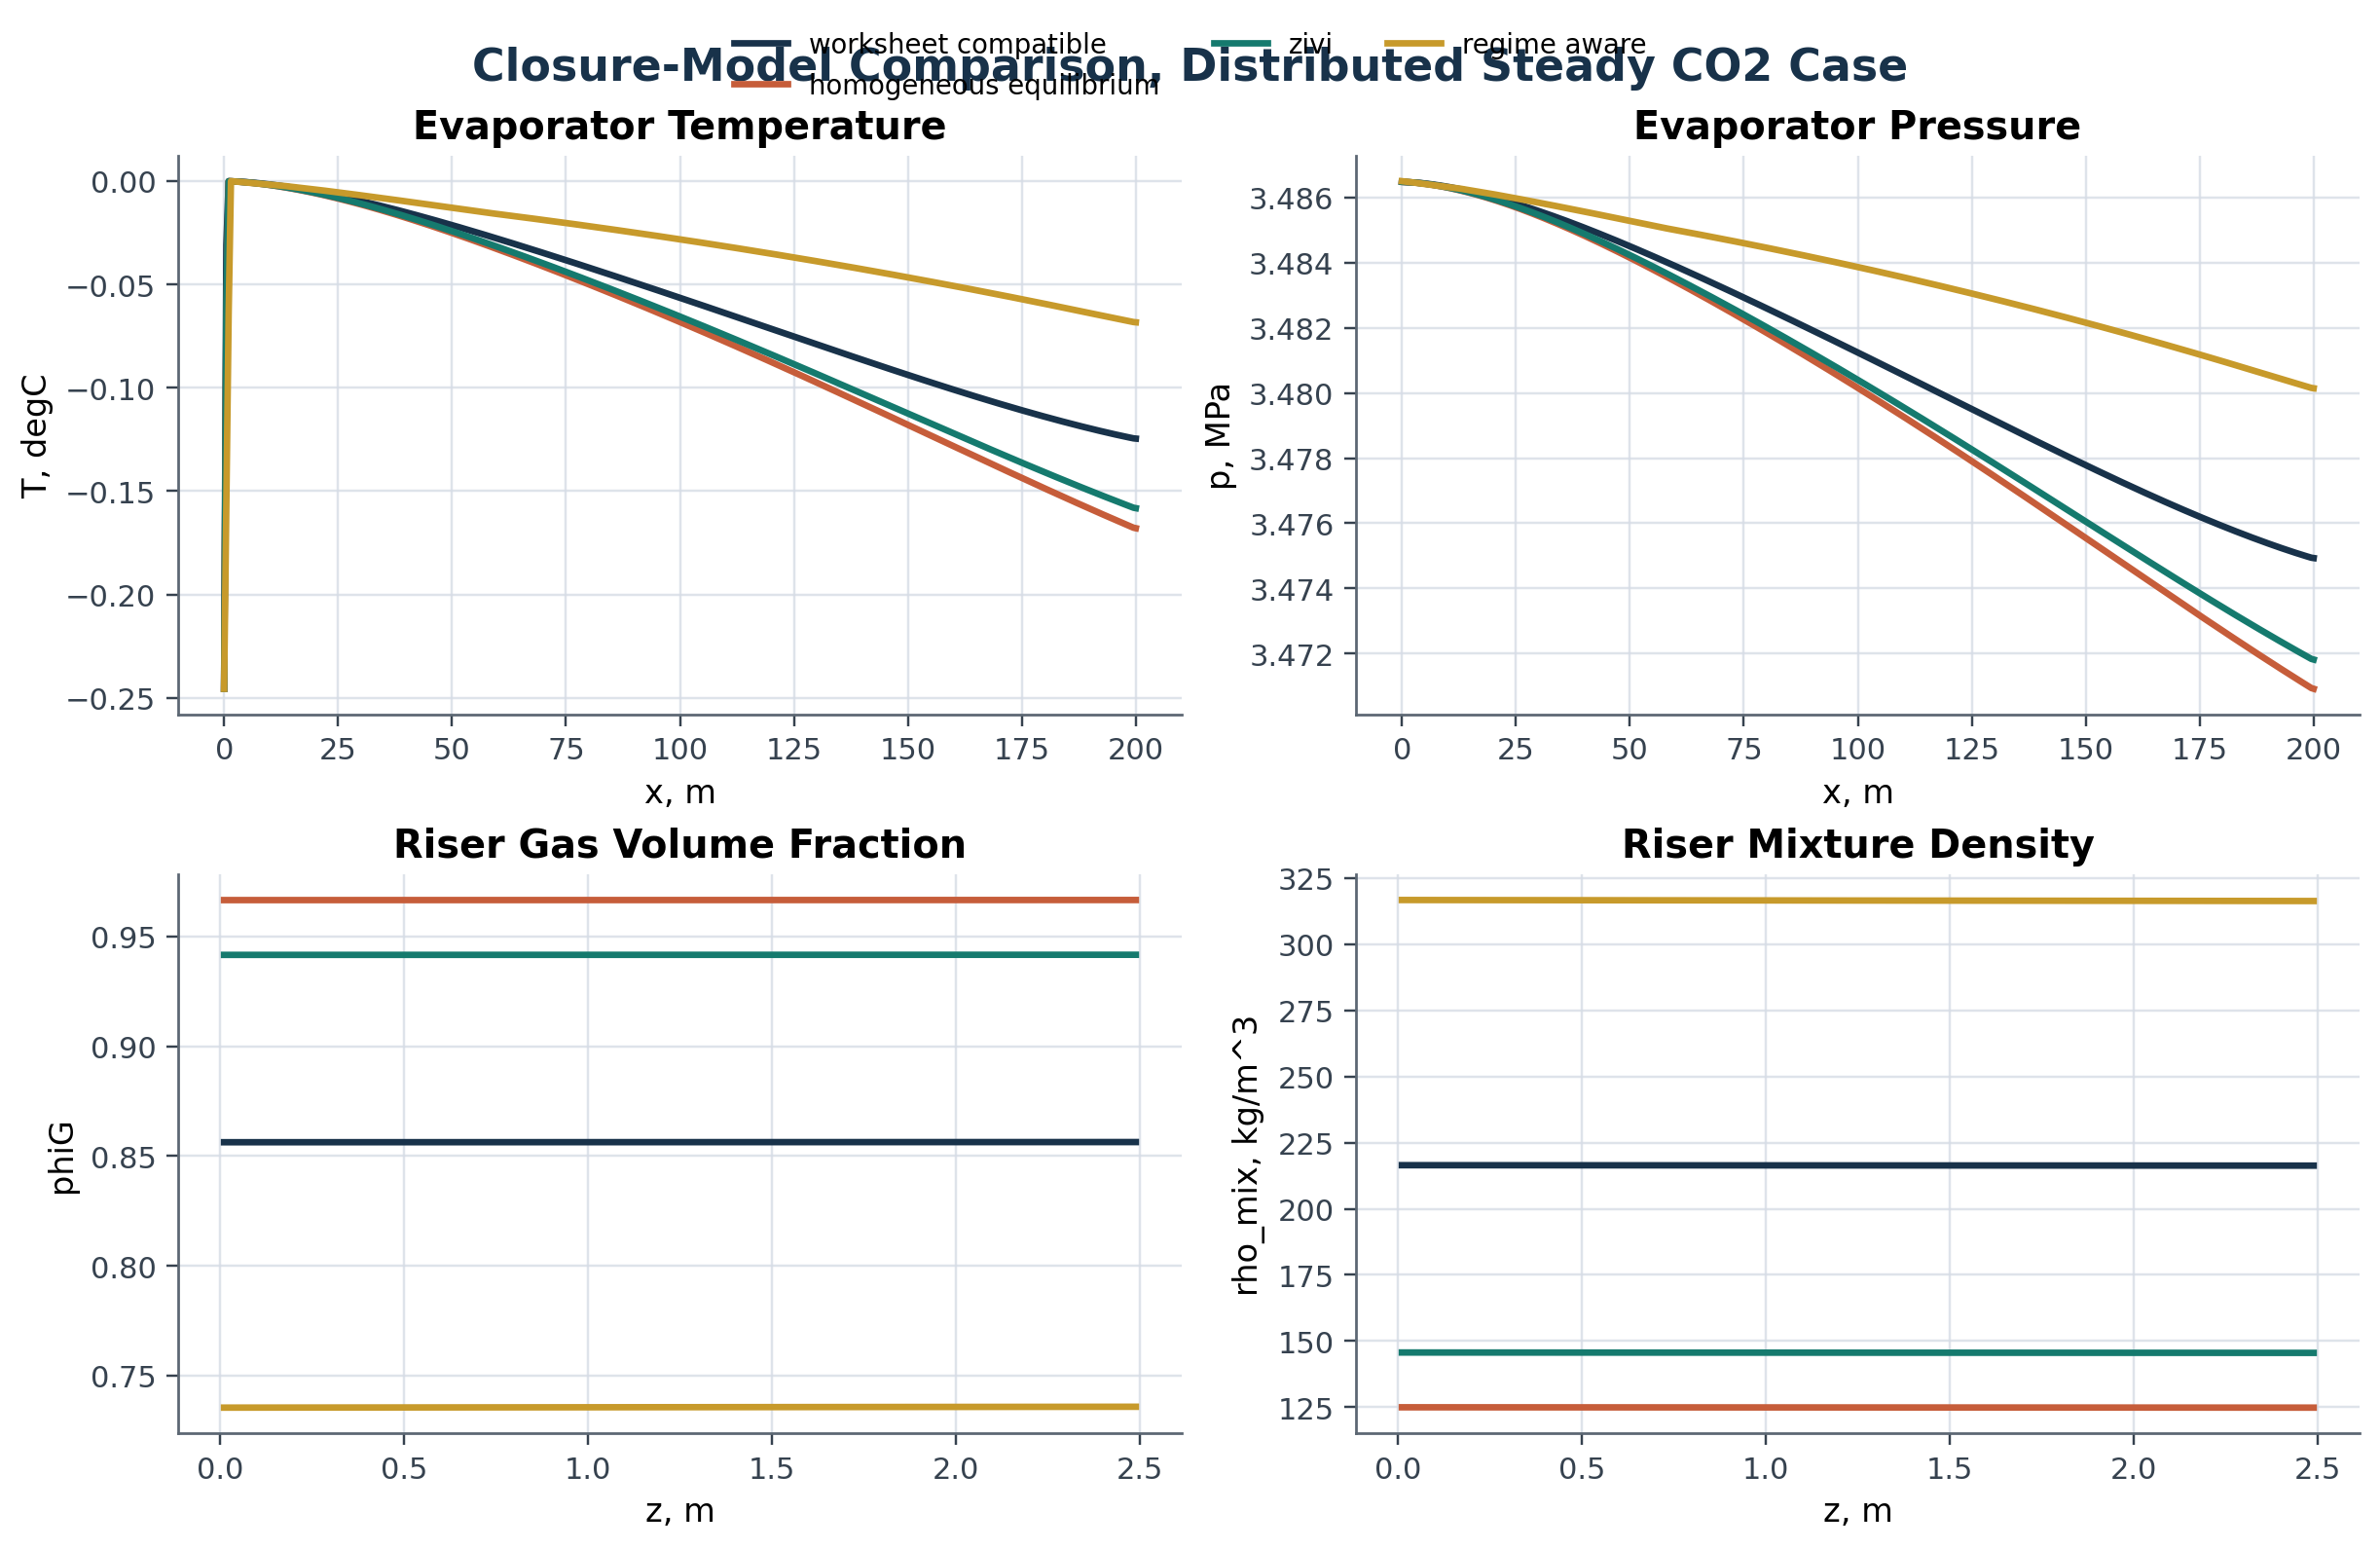 worksheet compatible
homogeneous equilibrium
zivi
regime aware
Closure-Model Comparison, Distributed Steady CO2 Case
Evaporator Temperature
T, degC
0.00
−0.05
−0.10
−0.15
−0.20
−0.25
0 25 50 75 100 125 150 175 200
x, m
Evaporator Pressure
p, MPa
3.486
3.484
3.482
3.480
3.478
3.476
3.474
3.472
0 25 50 75 100 125 150 175 200
x, m
Riser Gas Volume Fraction
phiG
0.95
0.90
0.85
0.80
0.75
0.0 0.5 1.0 1.5 2.0 2.5
z, m
Riser Mixture Density
rho_mix, kg/m^3
325
300
275
250
225
200
175
150
125
0.0 0.5 1.0 1.5 2.0 2.5
z, m